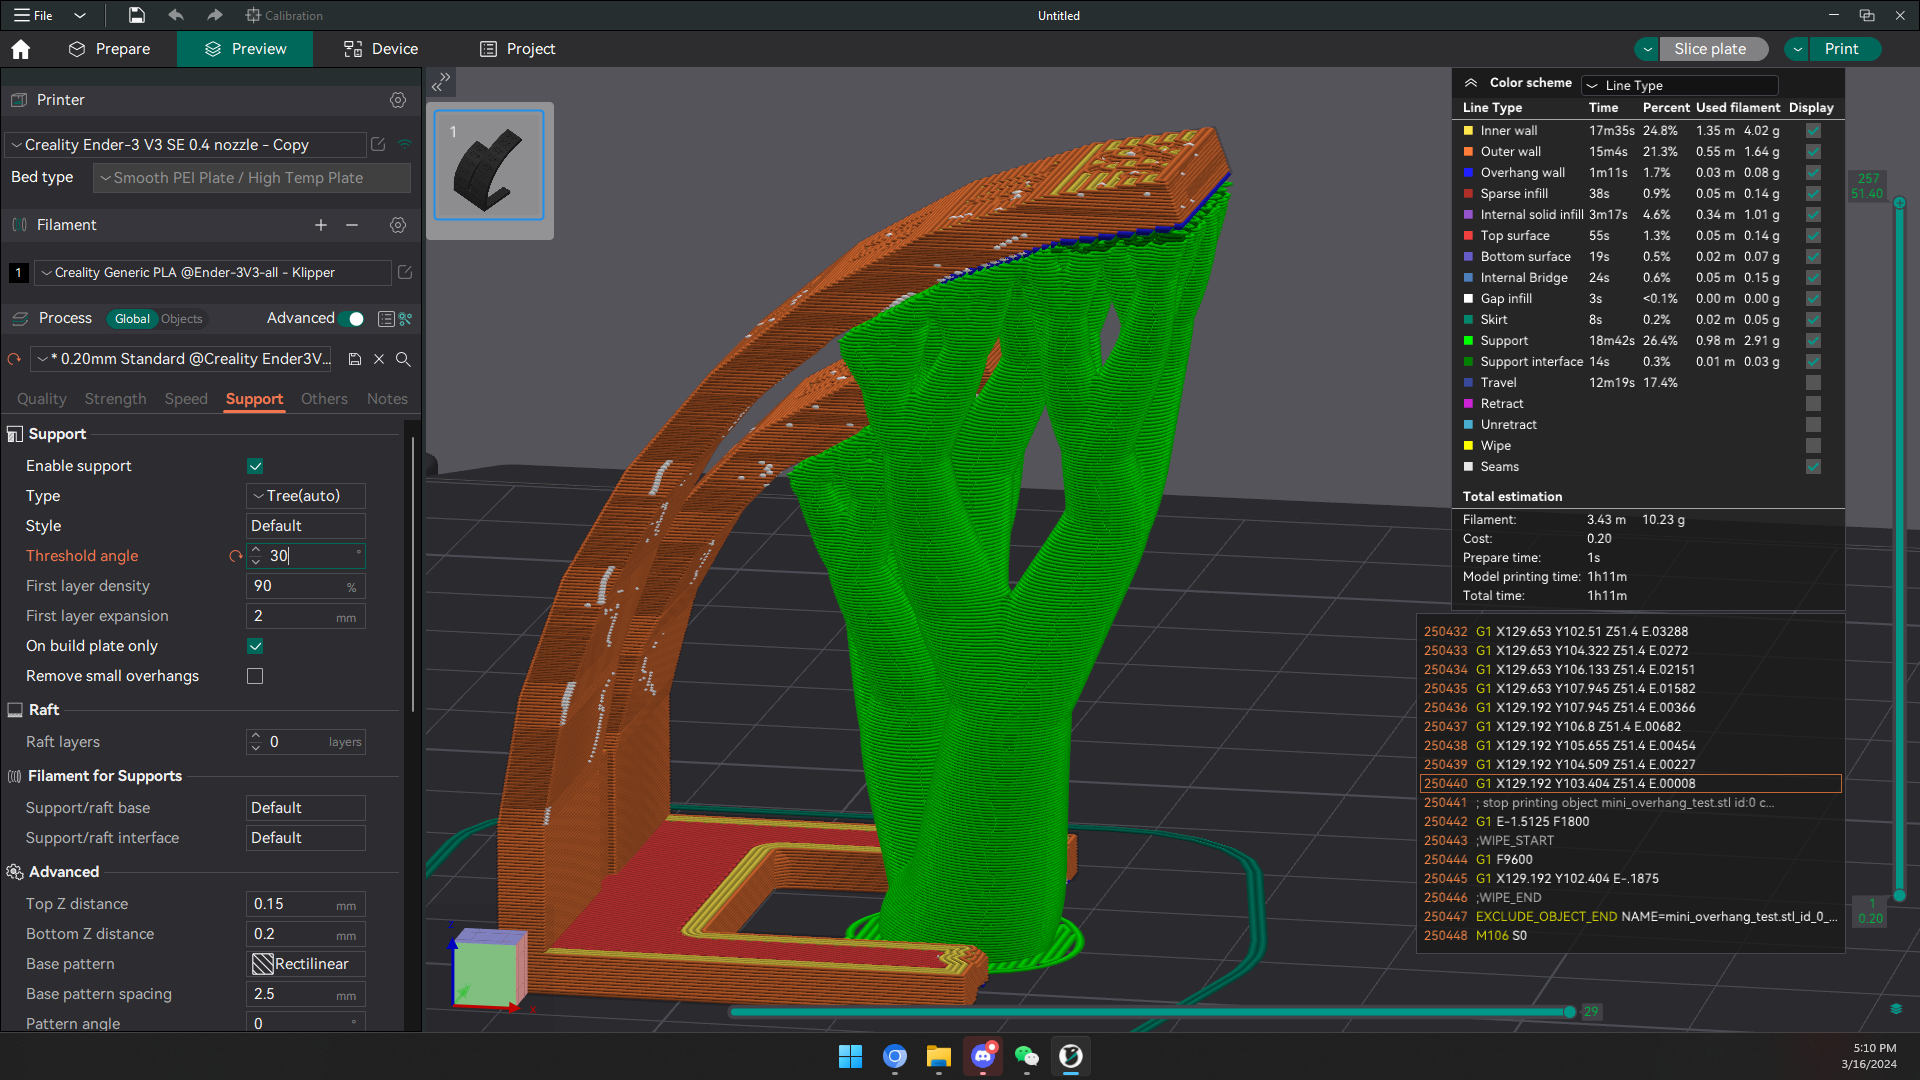 File
Calibration
Untitled
Prepare
Preview
Device
Project
Slice plate
Print
Printer
Creality Ender-3 V3 SE 0.4 nozzle - Copy
Bed type
Smooth PEI Plate / High Temp Plate
Filament
1
Creality Generic PLA @Ender-3V3-all - Klipper
Process
Global
Objects
Advanced
* 0.20mm Standard @Creality Ender3V...
Quality
Strength
Speed
Support
Others
Notes
Support
Enable support
Type
Tree(auto)
Style
Default
Threshold angle
30
°
First layer density
90
%
First layer expansion
2
mm
On build plate only
Remove small overhangs
Raft
Raft layers
0
layers
Filament for Supports
Support/raft base
Default
Support/raft interface
Default
Advanced
Top Z distance
0.15
mm
Bottom Z distance
0.2
mm
Base pattern
Rectilinear
Base pattern spacing
2.5
mm
Pattern angle
0
°
1
Color scheme
Line Type
Line Type Time Percent Used filament Display
Inner wall 17m35s 24.8% 1.35 m 4.02 g
Outer wall 15m4s 21.3% 0.55 m 1.64 g
Overhang wall 1m11s 1.7% 0.03 m 0.08 g
Sparse infill 38s 0.9% 0.05 m 0.14 g
Internal solid infill 3m17s 4.6% 0.34 m 1.01 g
Top surface 55s 1.3% 0.05 m 0.14 g
Bottom surface 19s 0.5% 0.02 m 0.07 g
Internal Bridge 24s 0.6% 0.05 m 0.15 g
Gap infill 3s <0.1% 0.00 m 0.00 g
Skirt 8s 0.2% 0.02 m 0.05 g
Support 18m42s 26.4% 0.98 m 2.91 g
Support interface 14s 0.3% 0.01 m 0.03 g
Travel 12m19s 17.4%
Retract
Unretract
Wipe
Seams
Total estimation
Filament: 3.43 m 10.23 g
Cost: 0.20
Prepare time: 1s
Model printing time: 1h11m
Total time: 1h11m
257
51.40
250432 G1 X129.653 Y102.51 Z51.4 E.03288
250433 G1 X129.653 Y104.322 Z51.4 E.0272
250434 G1 X129.653 Y106.133 Z51.4 E.02151
250435 G1 X129.653 Y107.945 Z51.4 E.01582
250436 G1 X129.192 Y107.945 Z51.4 E.00366
250437 G1 X129.192 Y106.8 Z51.4 E.00682
250438 G1 X129.192 Y105.655 Z51.4 E.00454
250439 G1 X129.192 Y104.509 Z51.4 E.00227
250440 G1 X129.192 Y103.404 Z51.4 E.00008
250441 ; stop printing object mini_overhang_test.stl id:0 c...
250442 G1 E-1.5125 F1800
250443 ;WIPE_START
250444 G1 F9600
250445 G1 X129.192 Y102.404 E-.1875
250446 ;WIPE_END
250447 EXCLUDE_OBJECT_END NAME=mini_overhang_test.stl_id_0_...
250448 M106 S0
1
0.20
z
x
29
5:10 PM
3/16/2024